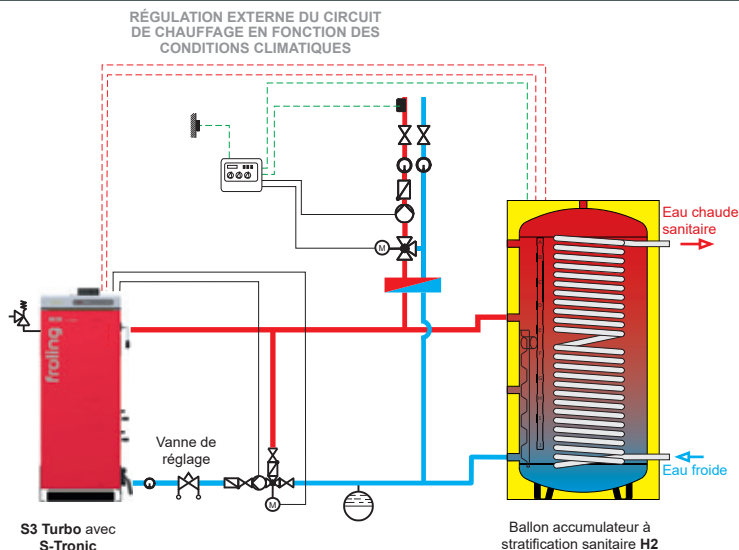 RÉGULATION EXTERNE DU CIRCUIT
DE CHAUFFAGE EN FONCTION DES
CONDITIONS CLIMATIQUES
Eau chaude
sanitaire
M
froling
Vanne de
réglage
M
Eau froide
S3 Turbo avec
S-Tronic
Ballon accumulateur à
stratification sanitaire H2